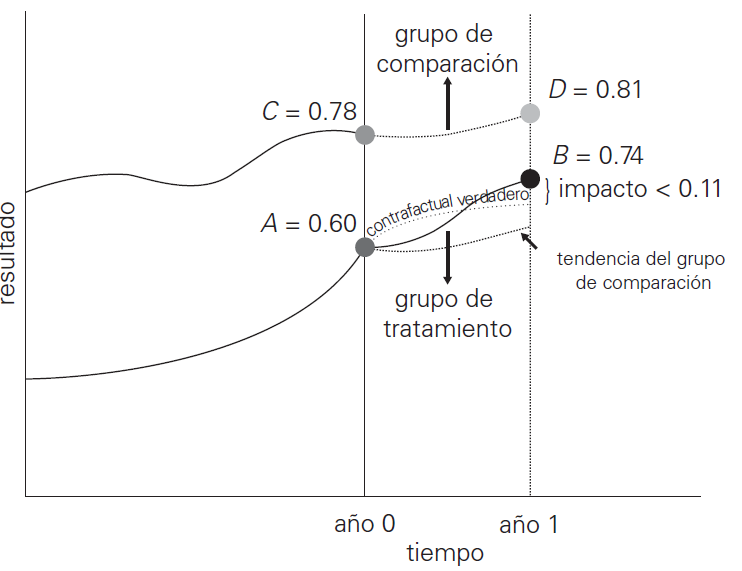 grupo de
comparación
C = 0.78
D = 0.81
B = 0.74
impacto < 0.11
contrafactual verdadero
A = 0.60
tendencia del grupo
de comparación
grupo de
tratamiento
resultado
año 0
año 1
tiempo